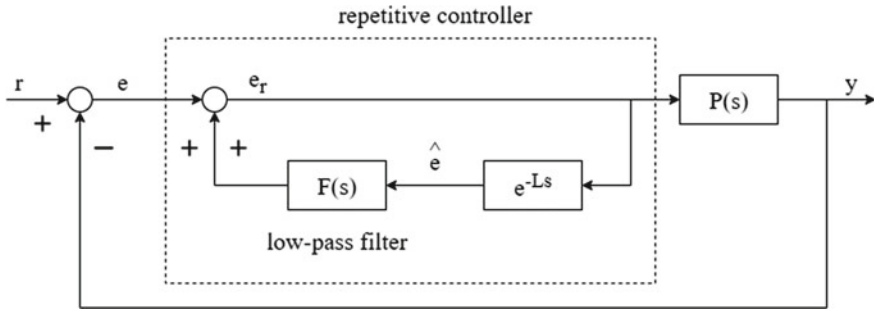 repetitive controller
r e e_r P(s) y
+ − + +
F(s) ê e^{-Ls}
low-pass filter